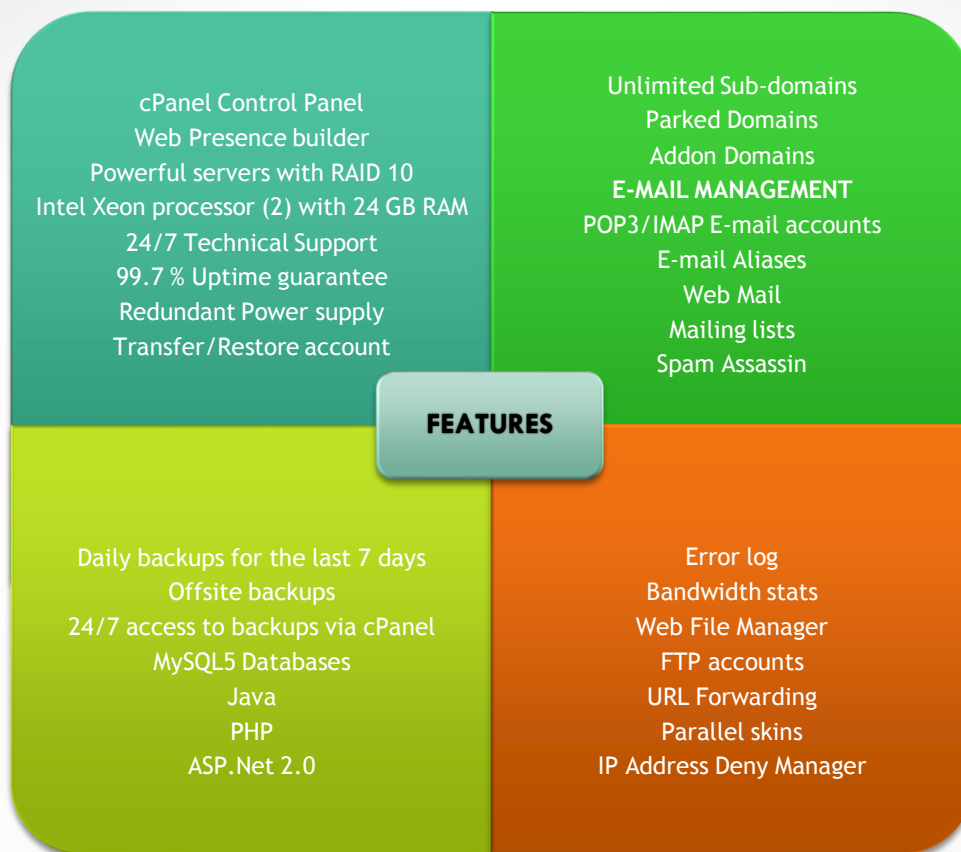 cPanel Control Panel
Web Presence builder
Powerful servers with RAID 10
Intel Xeon processor (2) with 24 GB RAM
24/7 Technical Support
99.7 % Uptime guarantee
Redundant Power supply
Transfer/Restore account
Unlimited Sub-domains
Parked Domains
Addon Domains
E-MAIL MANAGEMENT
POP3/IMAP E-mail accounts
E-mail Aliases
Web Mail
Mailing lists
Spam Assassin
FEATURES
Daily backups for the last 7 days
Offsite backups
24/7 access to backups via cPanel
MySQL5 Databases
Java
PHP
ASP.Net 2.0
Error log
Bandwidth stats
Web File Manager
FTP accounts
URL Forwarding
Parallel skins
IP Address Deny Manager